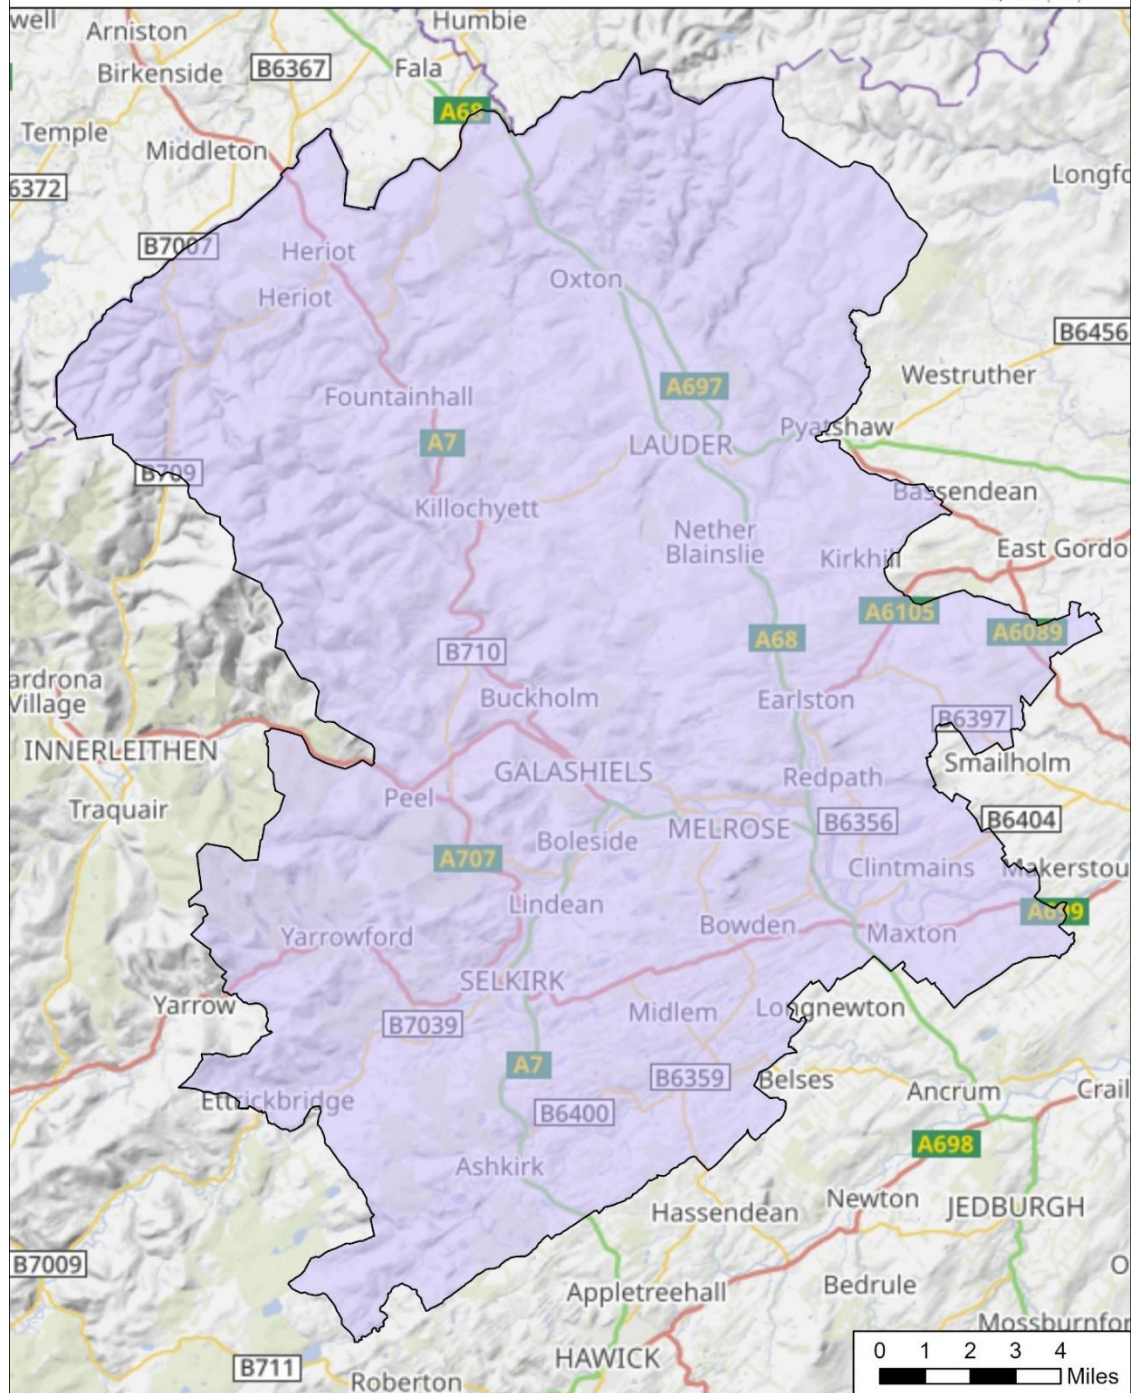 well
Arniston
Humbie
Birkenside
B6367
Fala
A68
Temple
Middleton
6372
Longfo
B7007
Heriot
Oxton
Heriot
B6456
Westruther
A697
Fountainhall
Pyatshaw
A7
LAUDER
B709
Bassendean
Killochyett
Nether
Blainslie
Kirkhill
East Gordo
A6105
A6089
A68
B710
ardrona
Village
Buckholm
Earlston
B6397
INNERLEITHEN
GALASHIELS
Redpath
Smailholm
Peel
Traquair
B6404
MELROSE
B6356
Boleside
A707
Clintmains
Makerstou
Lindean
A699
Bowden
Maxton
Yarrowford
SELKIRK
Yarrow
Midlem
Longnewton
B7039
A7
B6359
Belses
Ancrum
Crail
Ettrickbridge
B6400
A698
Ashkirk
Newton
JEDBURGH
Hassendean
B7009
O
Appletreehall
Bedrule
Mossburnfor
0 1 2 3 4
Miles
HAWICK
B711
Roberton